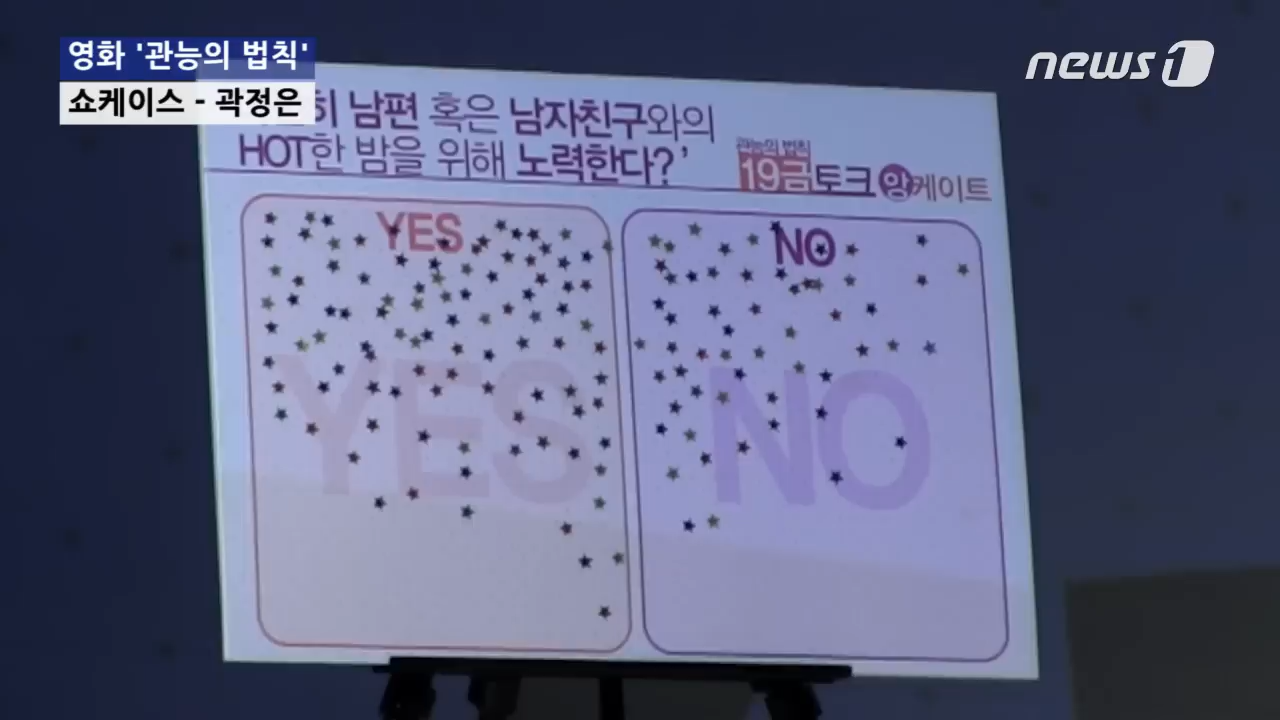 영화 '관능의 법칙'
쇼케이스 - 곽정은
news1
히 남편 혹은 남자친구와의
HOT한 밤을 위해 노력한다?'
관능의 법칙
19금토크 앙케이트
YES
NO
YES
NO